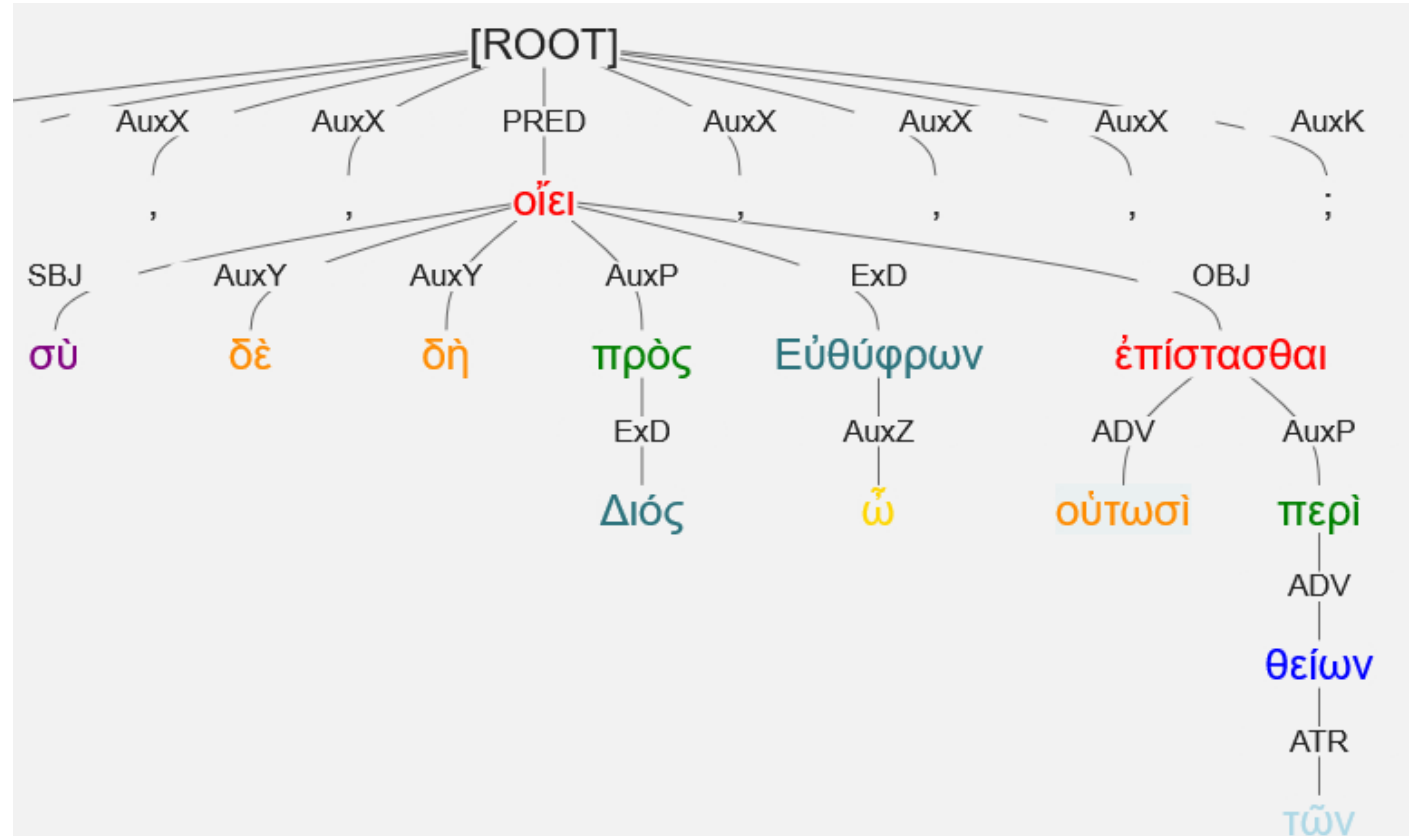 [ROOT]
AuxX AuxX PRED AuxX AuxX AuxX AuxK
, , οἴει , , , ;
SBJ AuxY AuxY AuxP ExD OBJ
σὺ δὲ δὴ πρὸς Εὐθύφρων ἐπίστασθαι
ExD AuxZ ADV AuxP
Διός ὦ οὑτωσὶ περὶ
ADV
θείων
ATR
τῶν